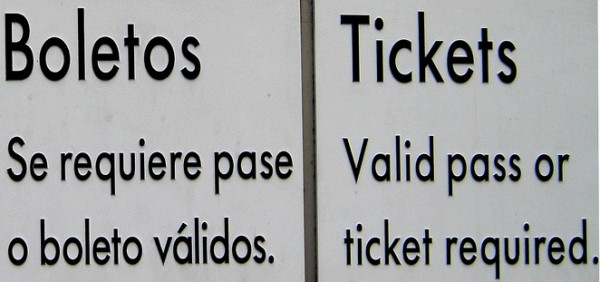 Boletos
Se requiere pase
o boleto válidos.
Tickets
Valid pass or
ticket required.